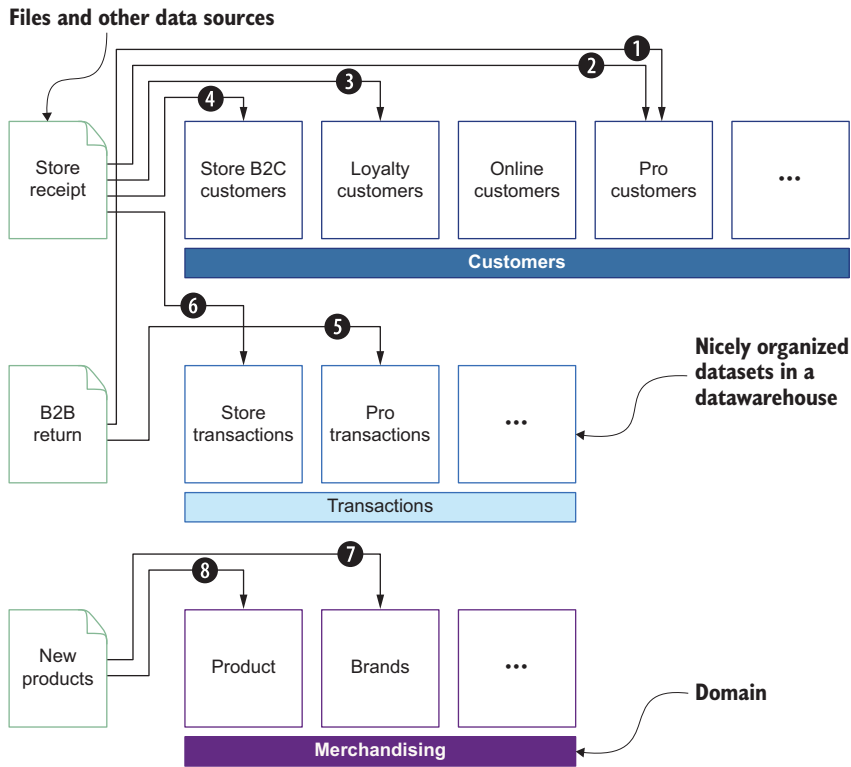 Files and other data sources
1
2
3
4
Store
receipt
Store B2C
customers
Loyalty
customers
Online
customers
Pro
customers
...
Customers
6
5
Nicely organized
datasets in a
datawarehouse
B2B
return
Store
transactions
Pro
transactions
...
Transactions
7
8
New
products
Product
Brands
...
Domain
Merchandising